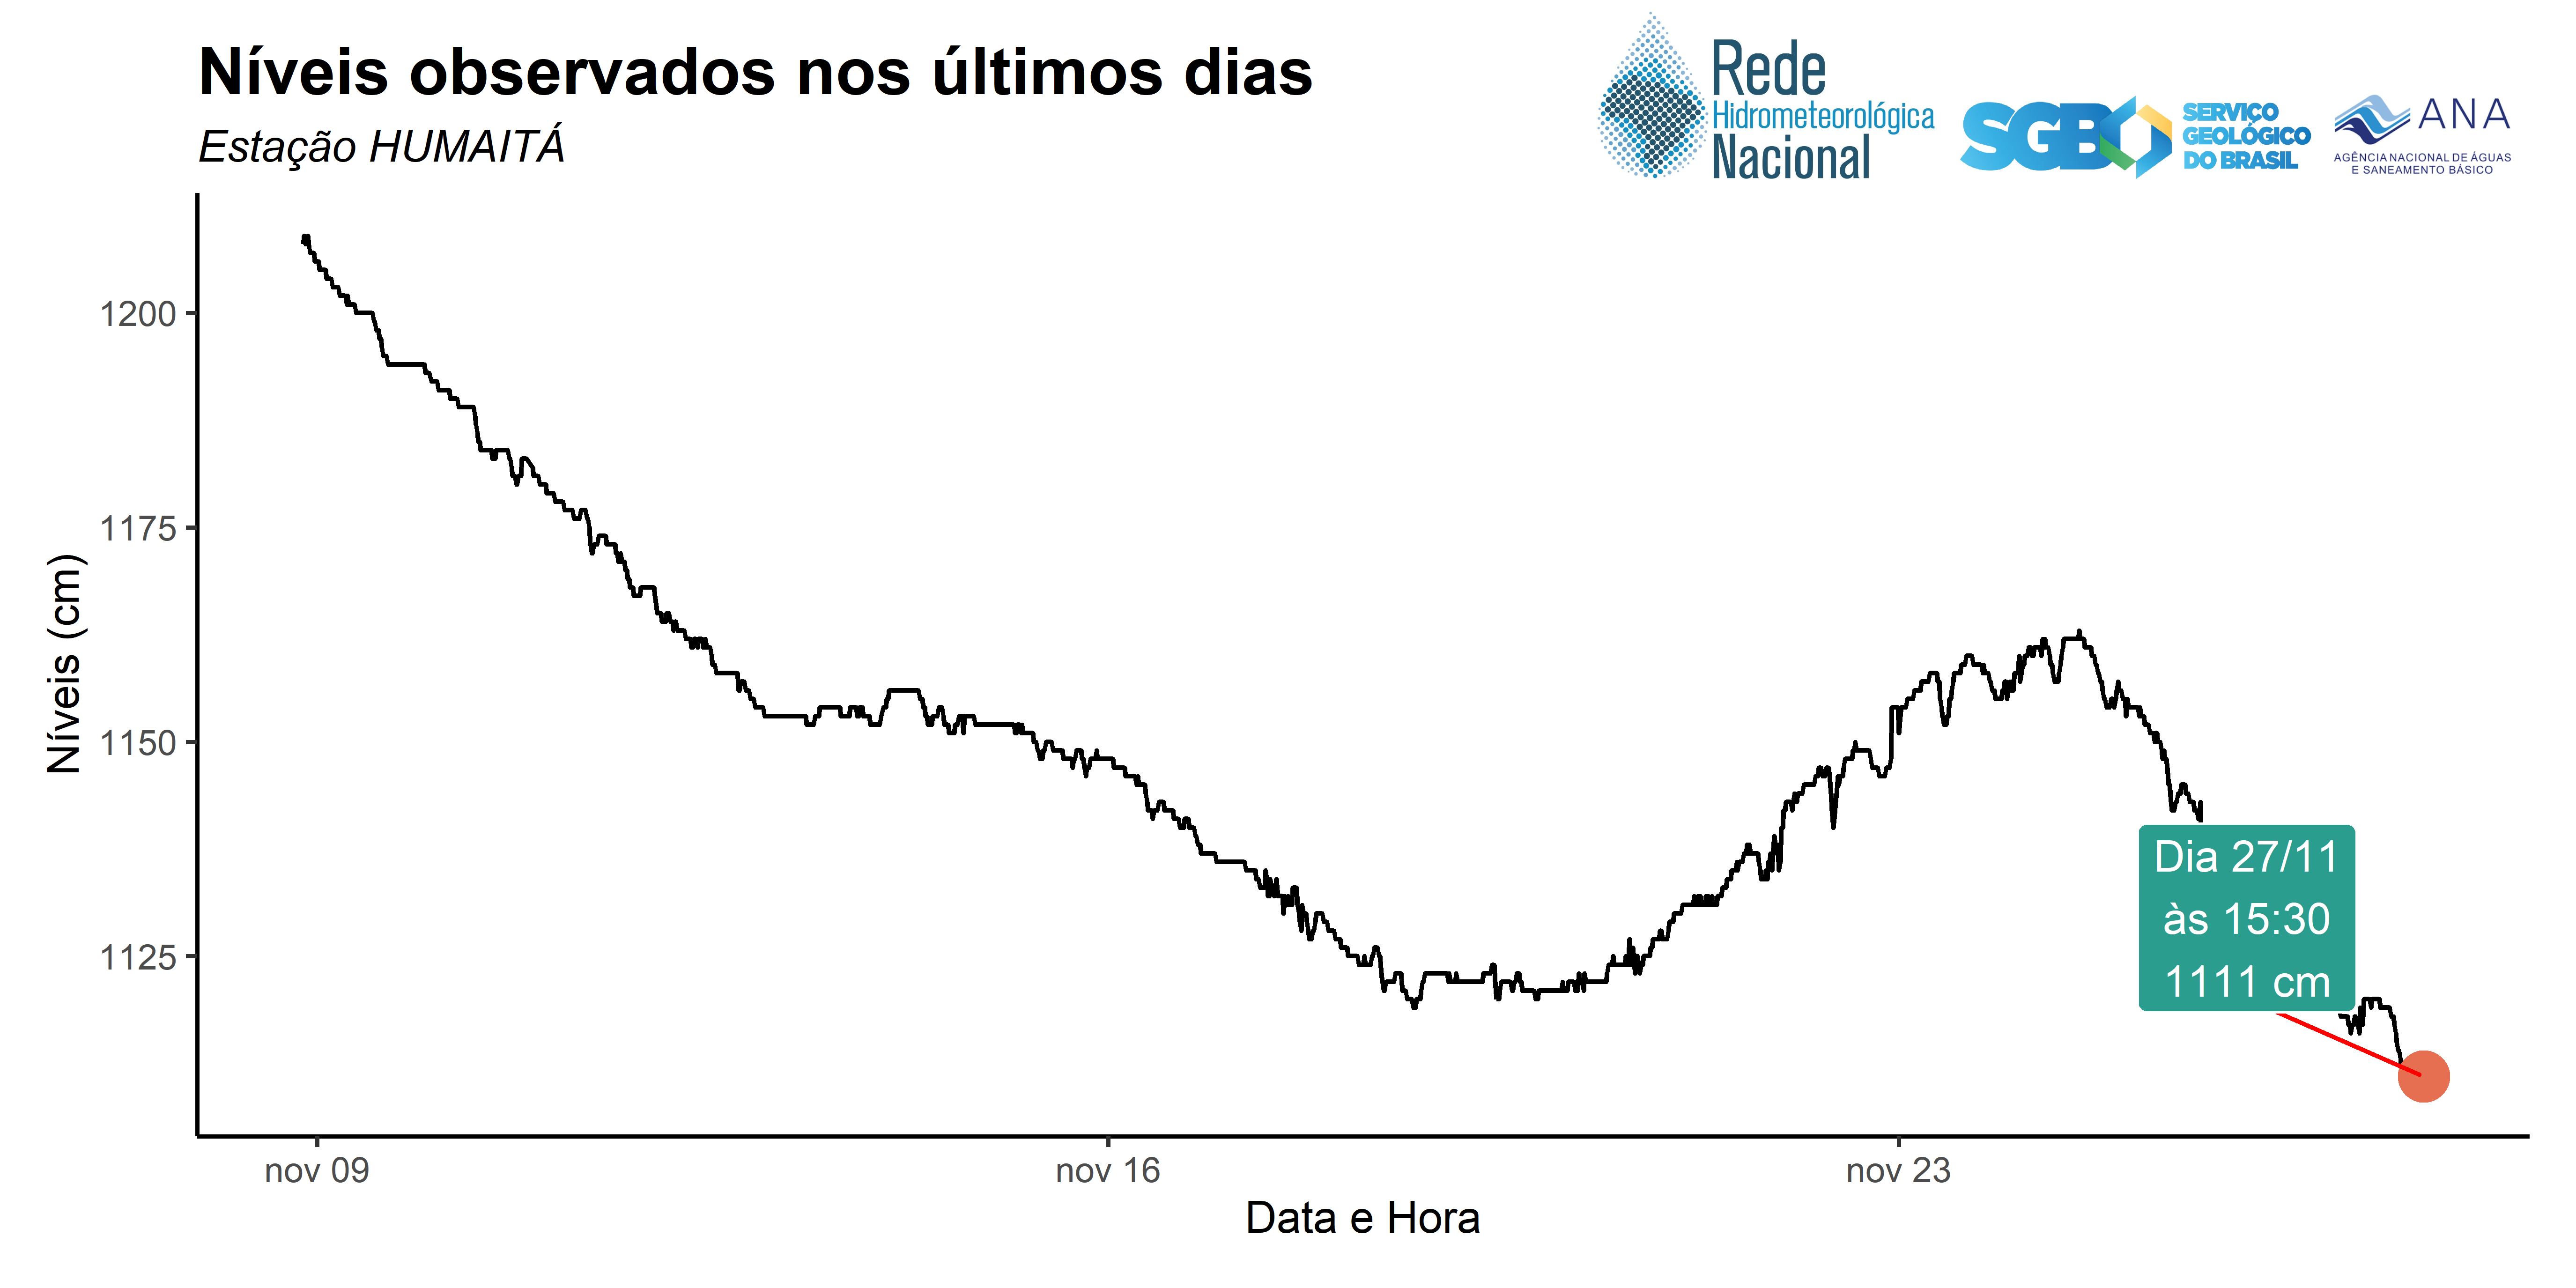 Níveis observados nos últimos dias
Estação HUMAITÁ
Rede
Hidrometeorológica
Nacional
SGB
SERVIÇO
GEOLÓGICO
DO BRASIL
ANA
AGÊNCIA NACIONAL DE ÁGUAS
E SANEAMENTO BÁSICO
Níveis (cm)
1200
1175
1150
1125
Dia 27/11
às 15:30
1111 cm
nov 09
nov 16
nov 23
Data e Hora